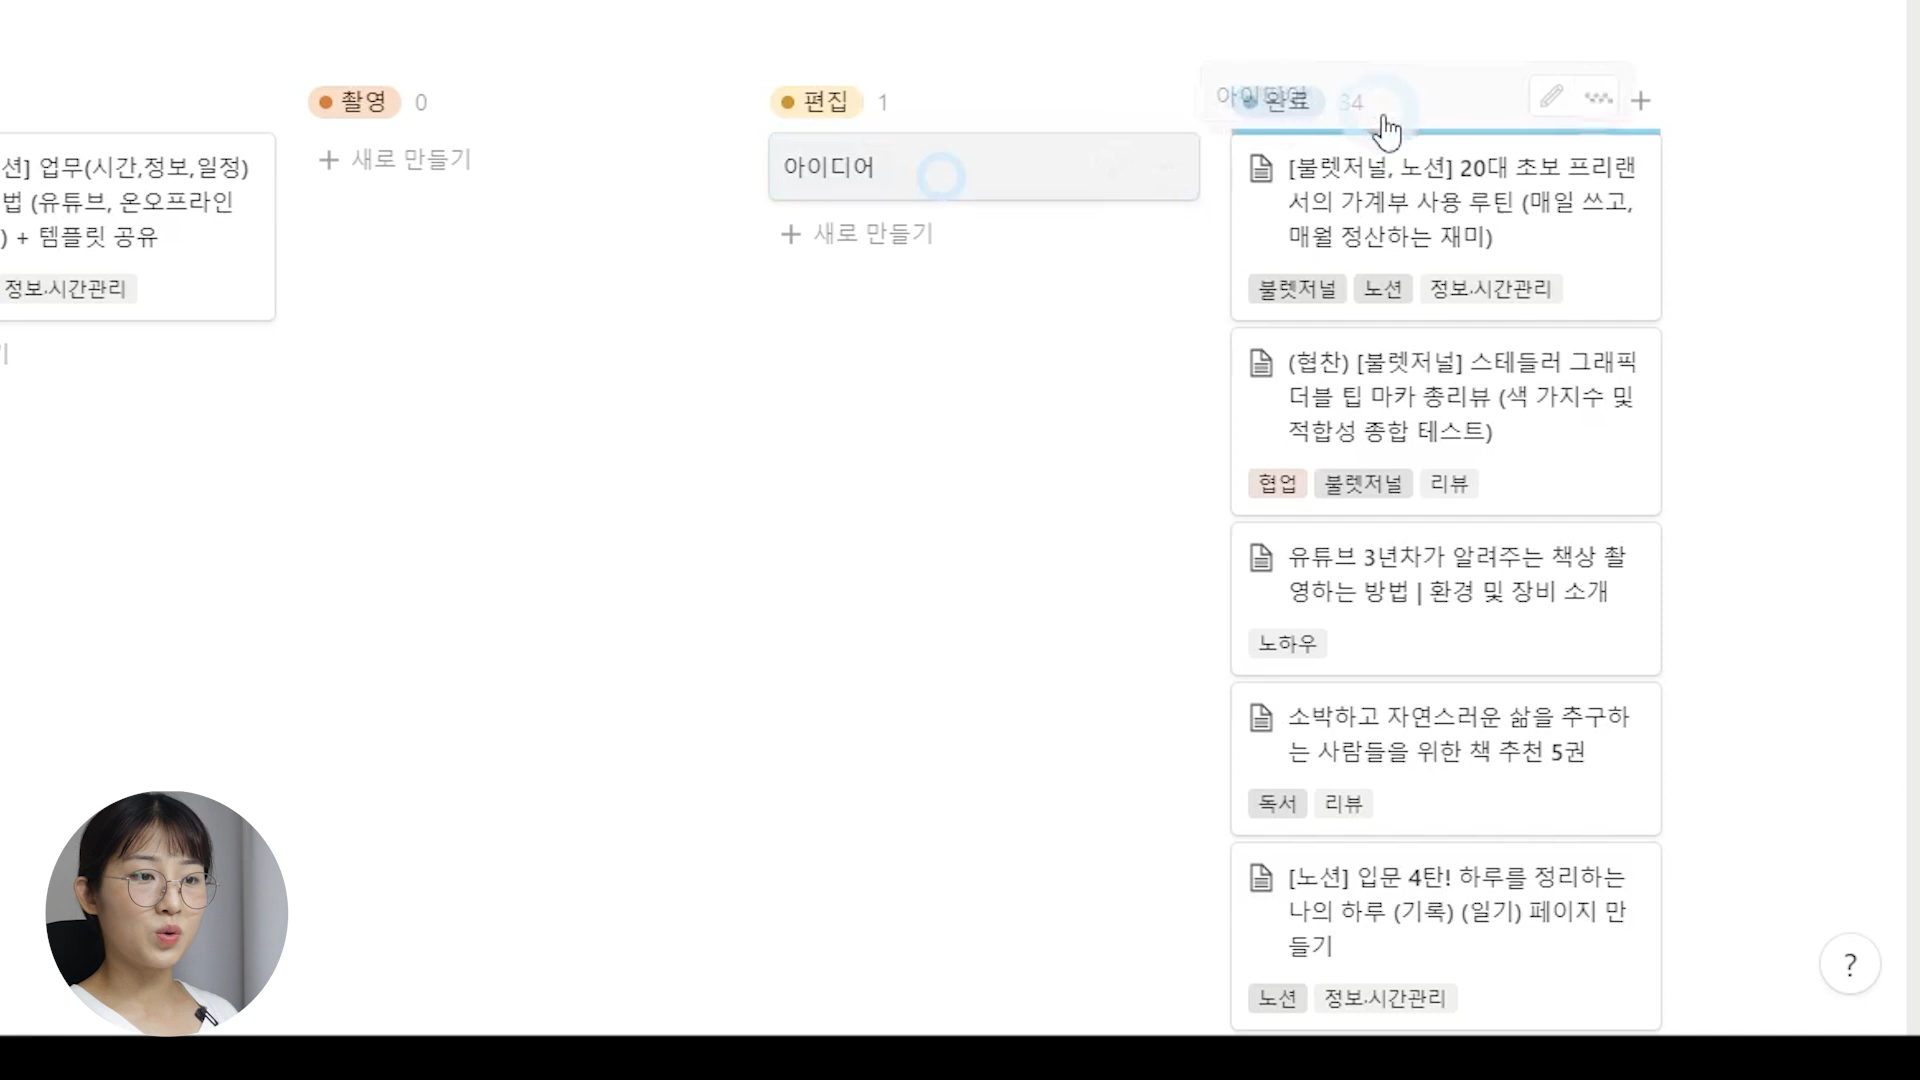 션] 업무(시간,정보,일정)
법 (유튜브, 온오프라인
) + 템플릿 공유
정보·시간관리
기
촬영 0
+ 새로 만들기
편집 1
아이디어
+ 새로 만들기
아이디어
완료 34
[불렛저널, 노션] 20대 초보 프리랜
서의 가계부 사용 루틴 (매일 쓰고,
매월 정산하는 재미)
불렛저널 노션 정보·시간관리
(협찬) [불렛저널] 스테들러 그래픽
더블 팁 마카 총리뷰 (색 가지수 및
적합성 종합 테스트)
협업 불렛저널 리뷰
유튜브 3년차가 알려주는 책상 촬
영하는 방법 | 환경 및 장비 소개
노하우
소박하고 자연스러운 삶을 추구하
는 사람들을 위한 책 추천 5권
독서 리뷰
[노션] 입문 4탄! 하루를 정리하는
나의 하루 (기록) (일기) 페이지 만
들기
노션 정보·시간관리
?